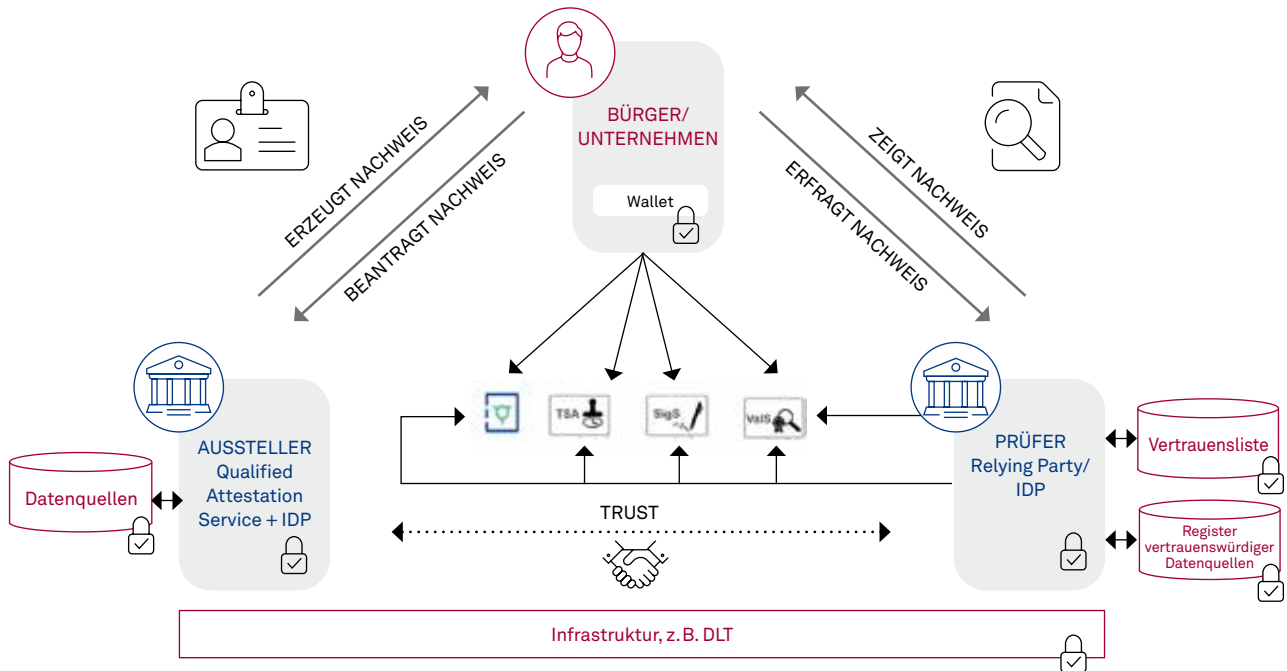 BÜRGER/
UNTERNEHMEN
Wallet
ERZEUGT NACHWEIS
BEANTRAGT NACHWEIS
ZEIGT NACHWEIS
ERFRAGT NACHWEIS
TSA
SigS
ValS
AUSSTELLER
Qualified
Attestation
Service + IDP
Datenquellen
PRÜFER
Relying Party/
IDP
Vertrauensliste
Register
vertrauenswürdiger
Datenquellen
TRUST
Infrastruktur, z. B. DLT